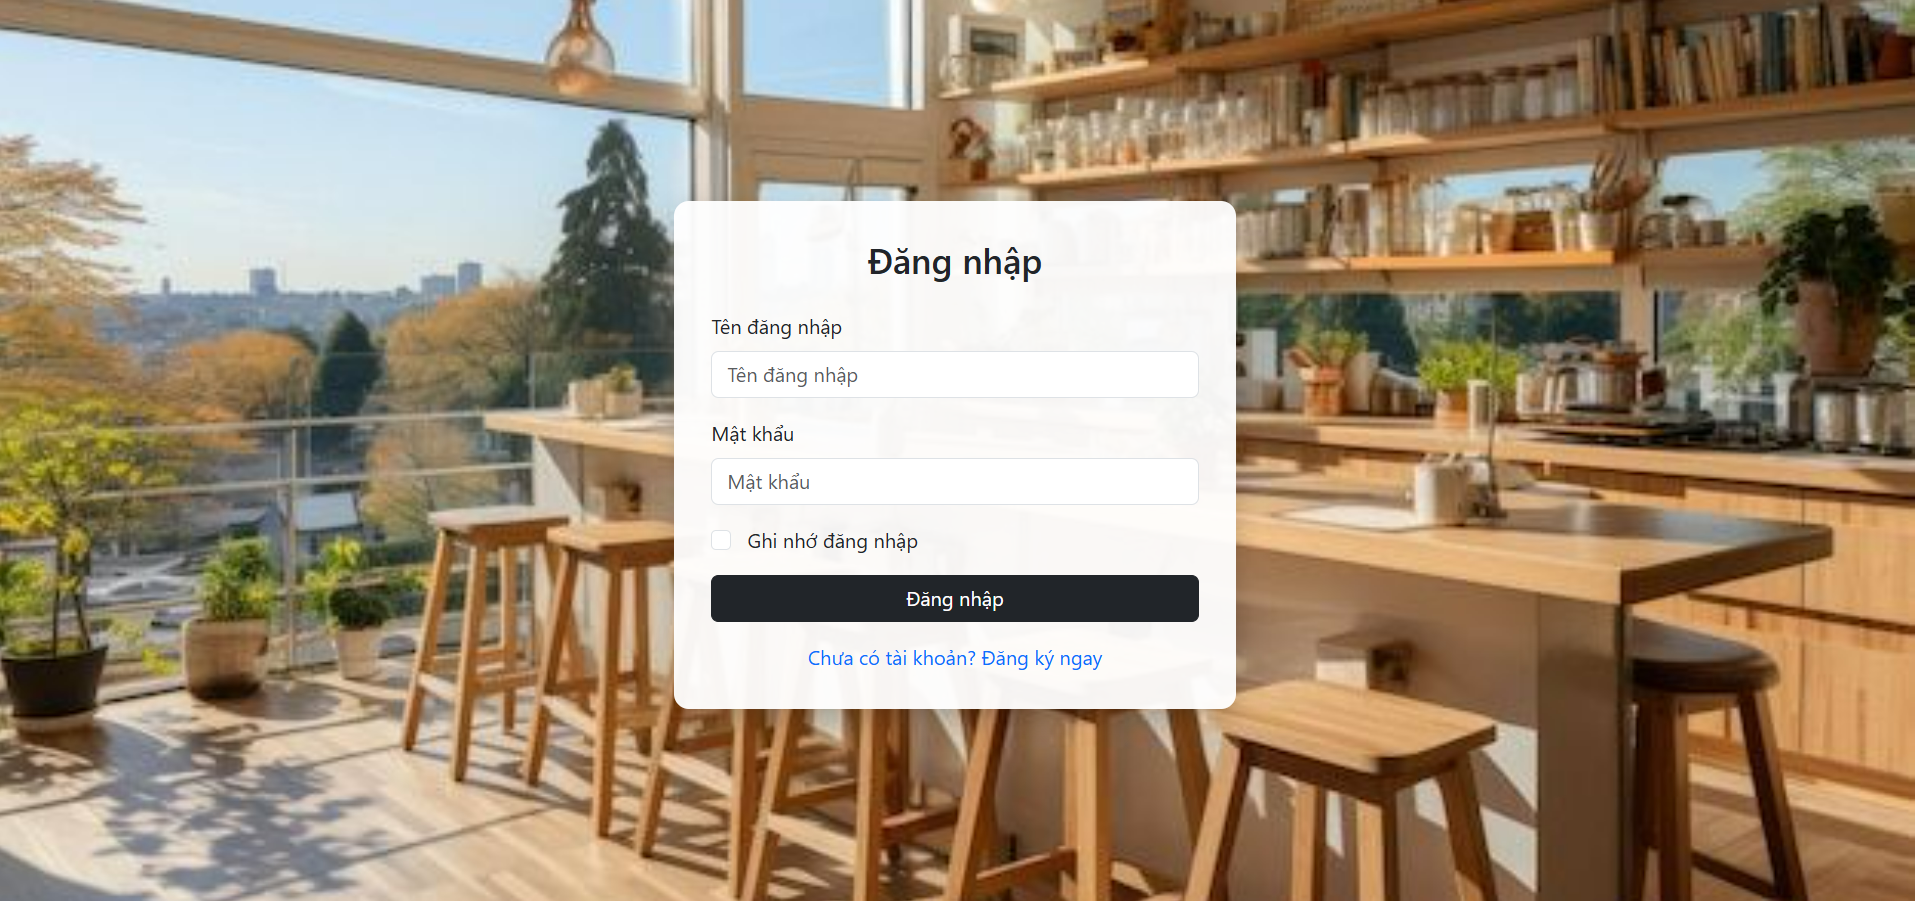 Đăng nhập
Tên đăng nhập
Tên đăng nhập
Mật khẩu
Mật khẩu
Ghi nhớ đăng nhập
Đăng nhập
Chưa có tài khoản? Đăng ký ngay